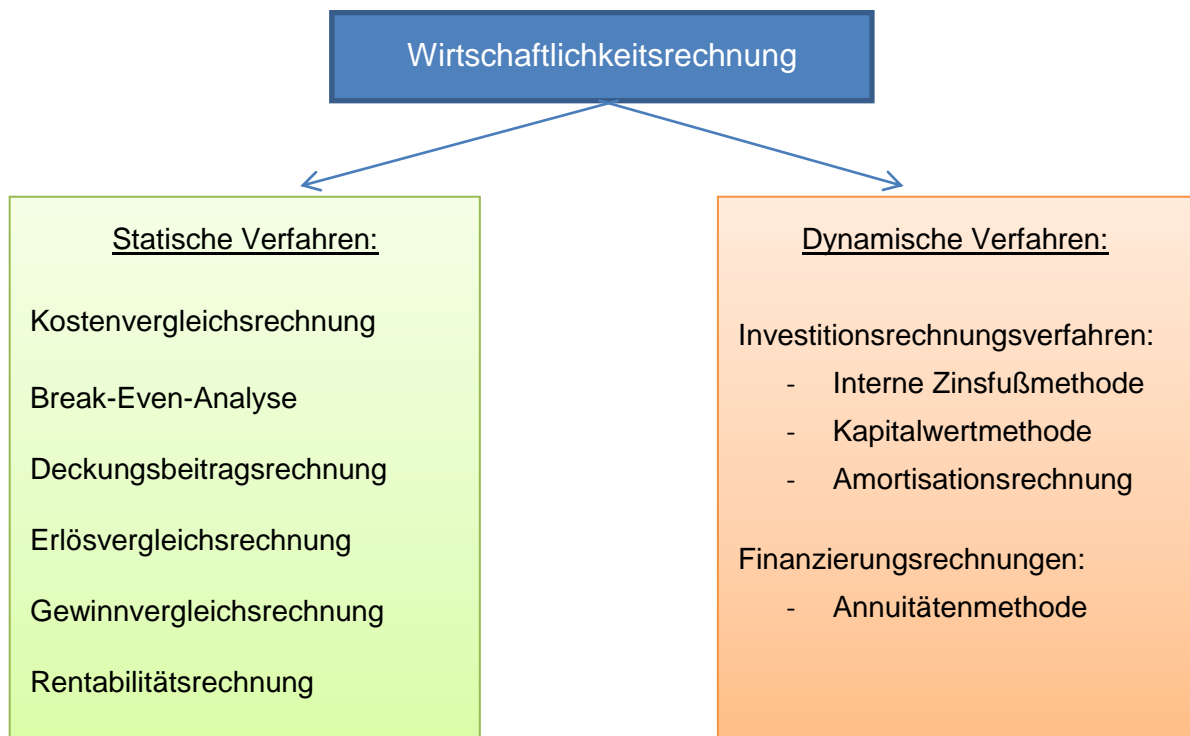 Wirtschaftlichkeitsrechnung
Statische Verfahren:
Kostenvergleichsrechnung
Break-Even-Analyse
Deckungsbeitragsrechnung
Erlösvergleichsrechnung
Gewinnvergleichsrechnung
Rentabilitätsrechnung
Dynamische Verfahren:
Investitionsrechnungsverfahren:
- Interne Zinsfußmethode
- Kapitalwertmethode
- Amortisationsrechnung
Finanzierungsrechnungen:
- Annuitätenmethode